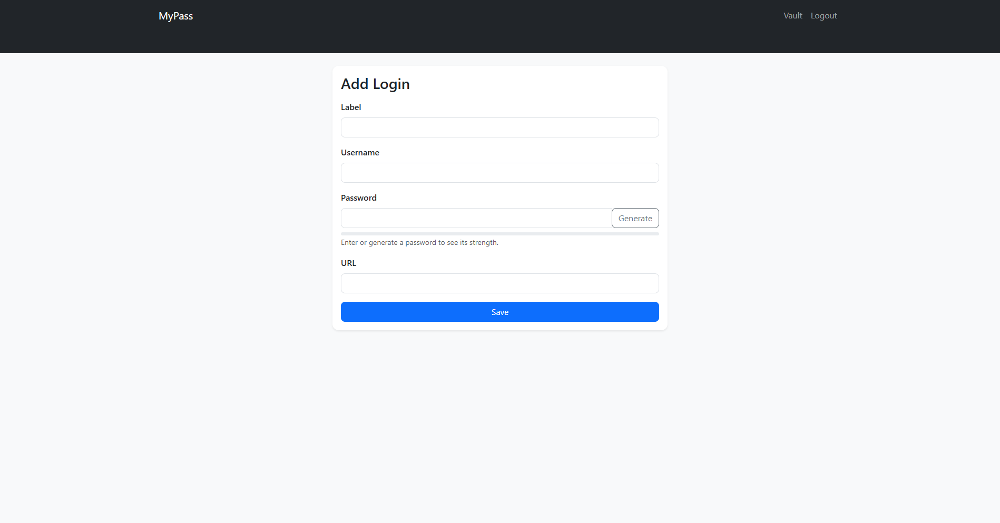 MyPass
Vault Logout
Add Login
Label
Username
Password
Generate
Enter or generate a password to see its strength.
URL
Save